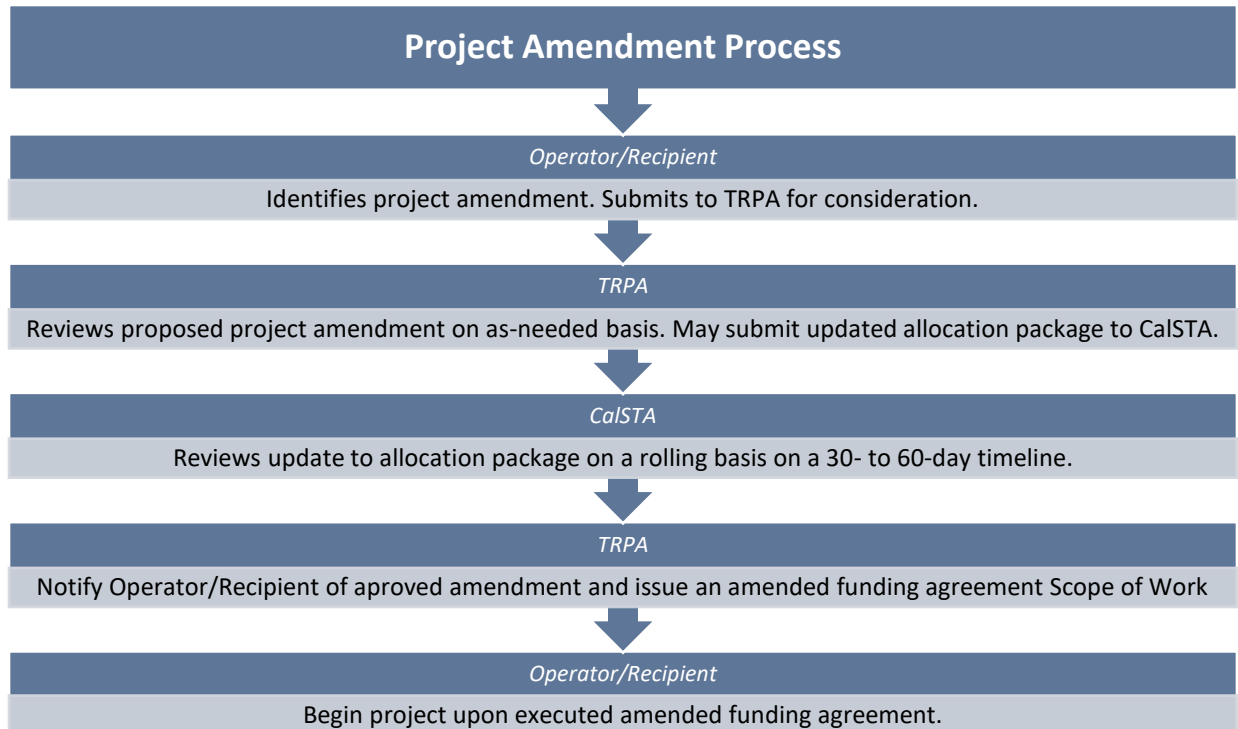 Project Amendment Process
Operator/Recipient
Identifies project amendment. Submits to TRPA for consideration.
TRPA
Reviews proposed project amendment on as-needed basis. May submit updated allocation package to CalSTA.
CalSTA
Reviews update to allocation package on a rolling basis on a 30- to 60-day timeline.
TRPA
Notify Operator/Recipient of aproved amendment and issue an amended funding agreement Scope of Work
Operator/Recipient
Begin project upon executed amended funding agreement.